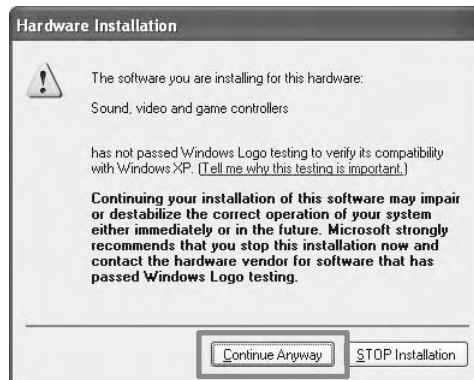 Hardware Installation
The software you are installing for this hardware:
Sound, video and game controllers
has not passed Windows Logo testing to verify its compatibility
with Windows XP. (Tell me why this testing is important.)
Continuing your installation of this software may impair
or destabilize the correct operation of your system
either immediately or in the future. Microsoft strongly
recommends that you stop this installation now and
contact the hardware vendor for software that has
passed Windows Logo testing.
Continue Anyway STOP Installation